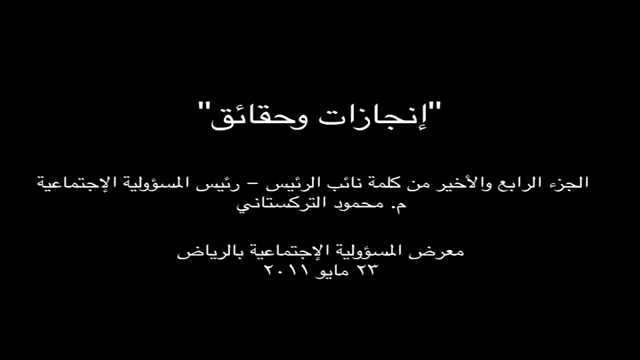 "إنجازات وحقائق"
الجزء الرابع والأخير من كلمة نائب الرئيس – رئيس المسؤولية الإجتماعية
م. محمود التركستاني
معرض المسؤولية الإجتماعية بالرياض
٢٣ مايو ٢٠١١